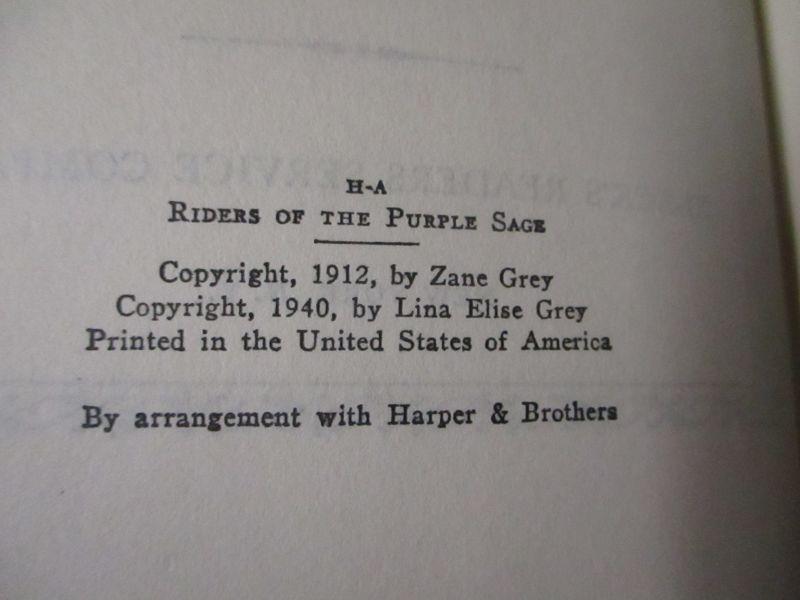 H-A
RIDERS OF THE PURPLE SAGE
Copyright, 1912, by Zane Grey
Copyright, 1940, by Lina Elise Grey
Printed in the United States of America
By arrangement with Harper & Brothers